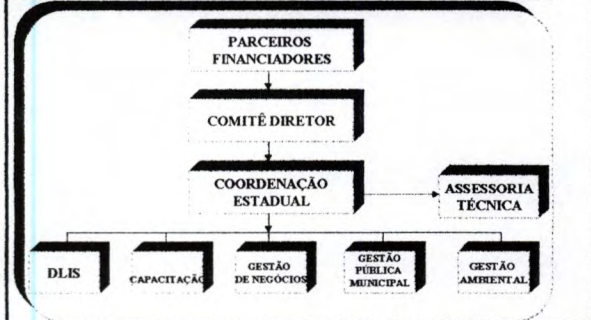 PARCEIROS
FINANCIADORES
COMITÊ DIRETOR
COORDENAÇÃO
ESTADUAL
ASSESSORIA
TÉCNICA
DLIS
CAPACITAÇÃO
GESTÃO
DE NEGÓCIOS
GESTÃO
PÚBLICA
MUNICIPAL
GESTÃO
AMBIENTAL